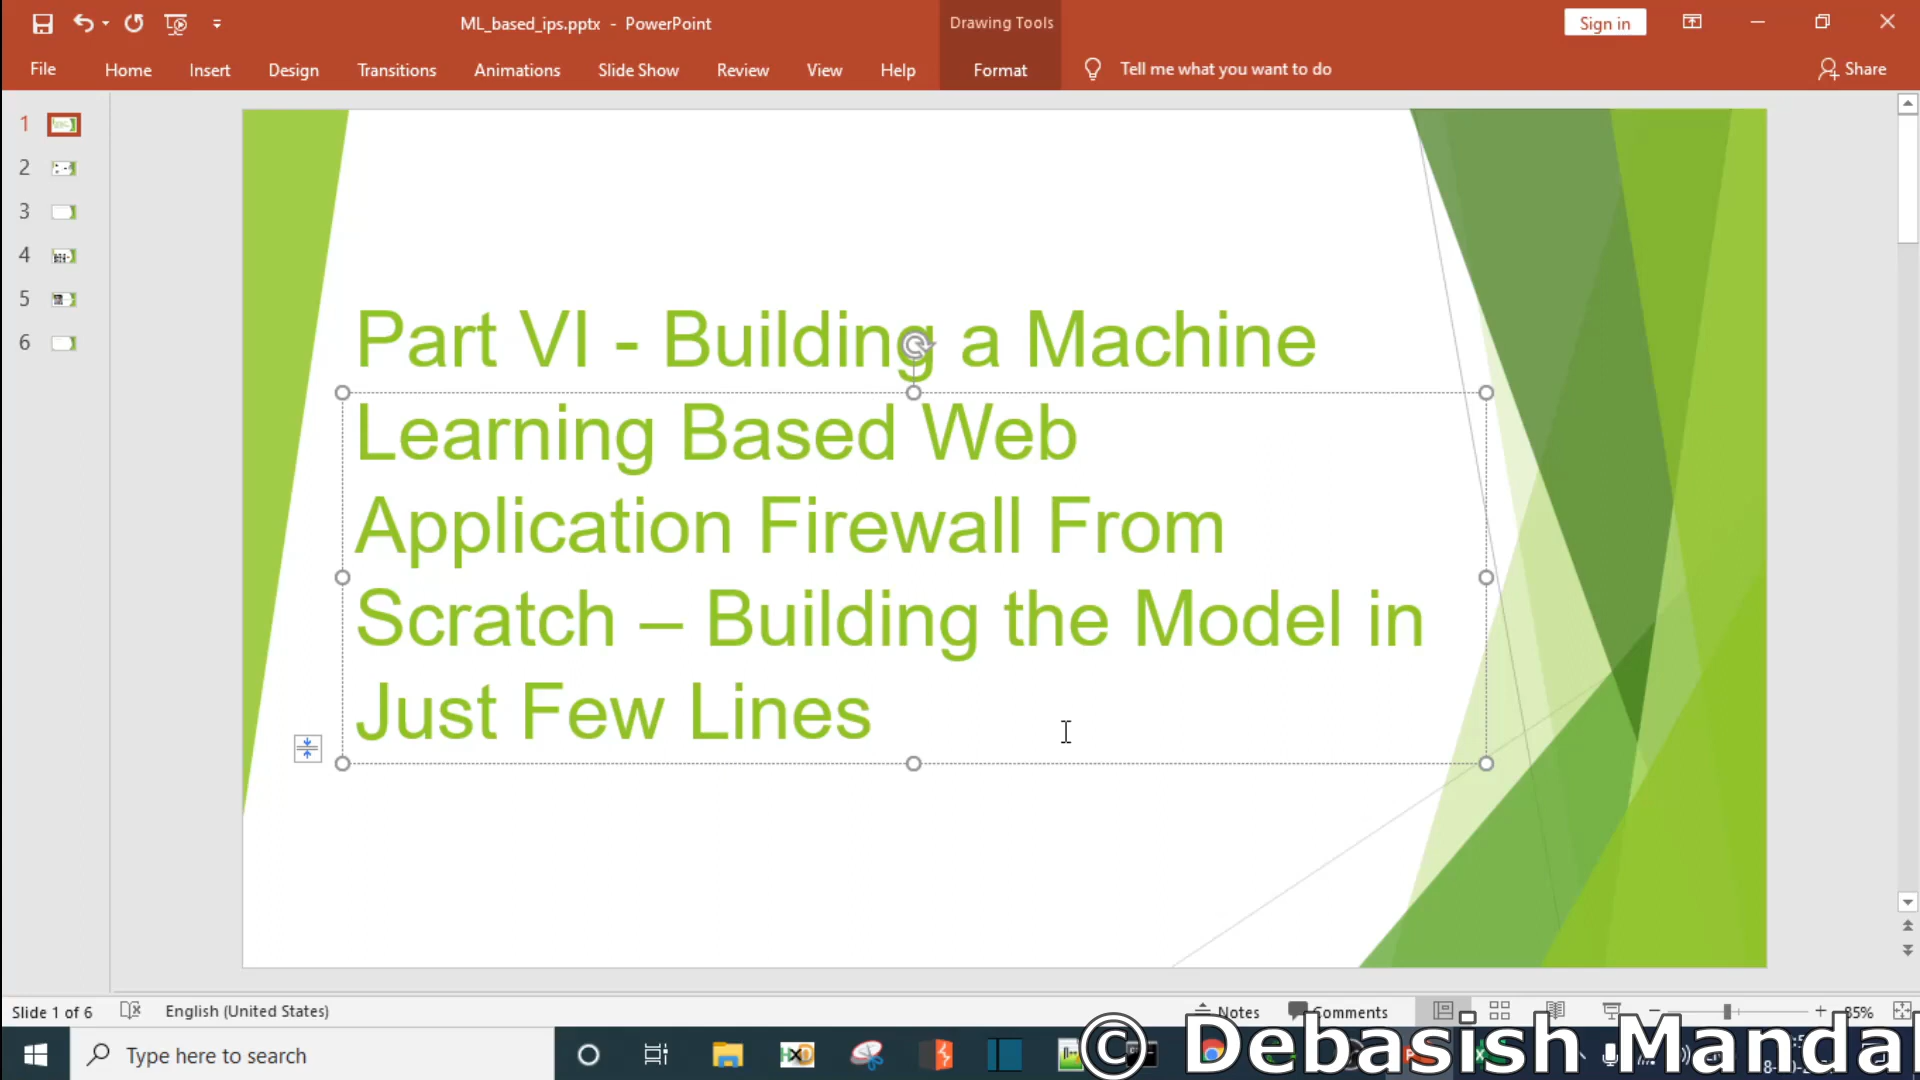 ML_based_ips.pptx - PowerPoint
Drawing Tools
Sign in
File
Home
Insert
Design
Transitions
Animations
Slide Show
Review
View
Help
Format
Tell me what you want to do
Share
1
2
3
4
5
6
Part VI - Building a Machine
Learning Based Web
Application Firewall From
Scratch – Building the Model in
Just Few Lines
Slide 1 of 6
English (United States)
Notes
Comments
85%
Type here to search
© Debasish Mandal